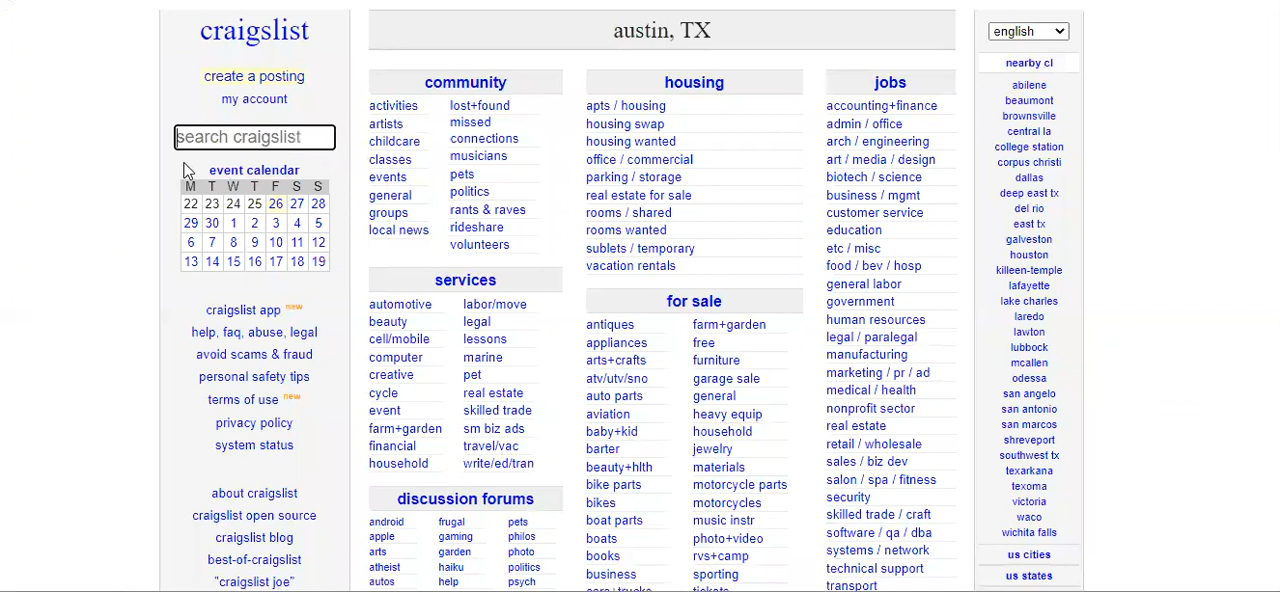 craigslist
create a posting
my account
search craigslist
event calendar
M T W T F S S
22 23 24 25 26 27 28
29 30 1 2 3 4 5
6 7 8 9 10 11 12
13 14 15 16 17 18 19
craigslist app new
help, faq, abuse, legal
avoid scams & fraud
personal safety tips
terms of use new
privacy policy
system status
about craigslist
craigslist open source
craigslist blog
best-of-craigslist
"craigslist joe"
austin, TX
community
activities
artists
childcare
classes
events
general
groups
local news
lost+found
missed
connections
musicians
pets
politics
rants & raves
rideshare
volunteers
services
automotive
beauty
cell/mobile
computer
creative
cycle
event
farm+garden
financial
household
labor/move
legal
lessons
marine
pet
real estate
skilled trade
sm biz ads
travel/vac
write/ed/tran
discussion forums
android
apple
arts
atheist
autos
frugal
gaming
garden
haiku
help
pets
philos
photo
politics
psych
housing
apts / housing
housing swap
housing wanted
office / commercial
parking / storage
real estate for sale
rooms / shared
rooms wanted
sublets / temporary
vacation rentals
for sale
antiques
appliances
arts+crafts
atv/utv/sno
auto parts
aviation
baby+kid
barter
beauty+hlth
bike parts
bikes
boat parts
boats
books
business
farm+garden
free
furniture
garage sale
general
heavy equip
household
jewelry
materials
motorcycle parts
motorcycles
music instr
photo+video
rvs+camp
sporting
jobs
accounting+finance
admin / office
arch / engineering
art / media / design
biotech / science
business / mgmt
customer service
education
etc / misc
food / bev / hosp
general labor
government
human resources
legal / paralegal
manufacturing
marketing / pr / ad
medical / health
nonprofit sector
real estate
retail / wholesale
sales / biz dev
salon / spa / fitness
security
skilled trade / craft
software / qa / dba
systems / network
technical support
transport
english
nearby cl
abilene
beaumont
brownsville
central la
college station
corpus christi
dallas
deep east tx
del rio
east tx
galveston
houston
killeen-temple
lafayette
lake charles
laredo
lawton
lubbock
mcallen
odessa
san angelo
san antonio
san marcos
shreveport
southwest tx
texarkana
texoma
victoria
waco
wichita falls
us cities
us states